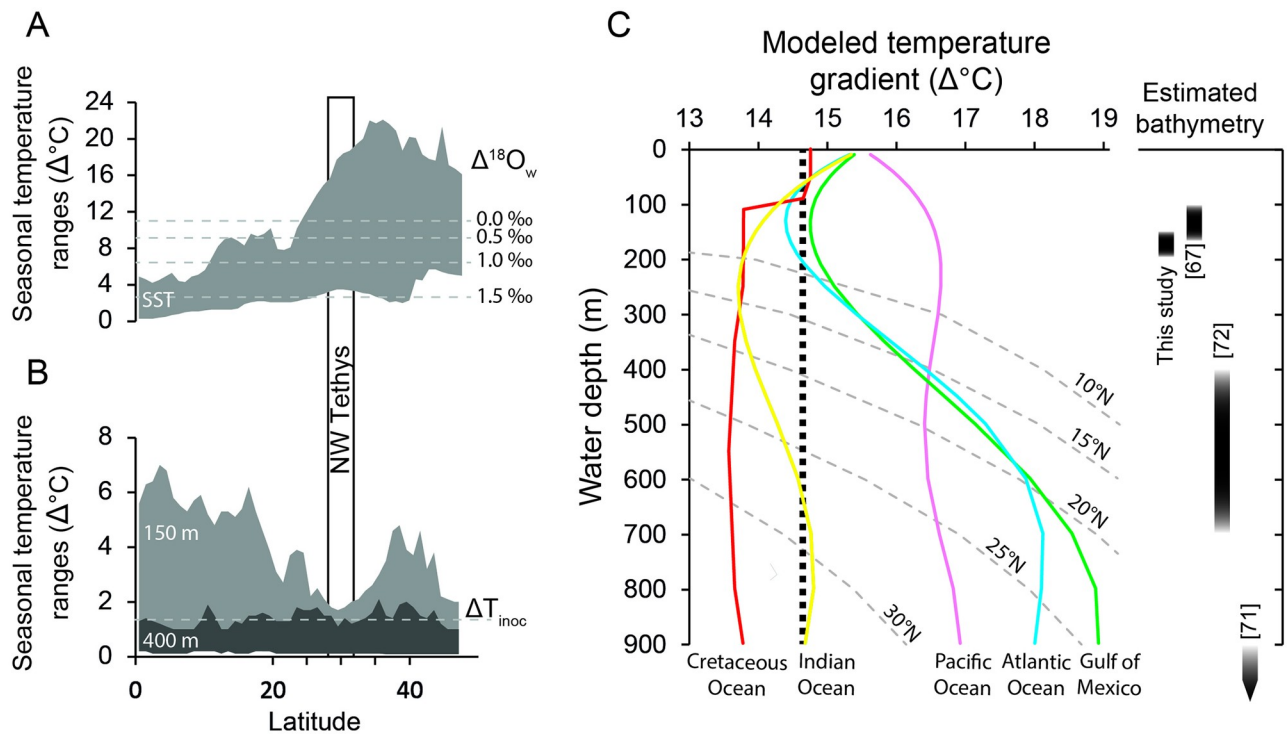 A
Seasonal temperature
ranges (Δ°C)
24
20
16
12
8
4
0
SST
Δ¹⁸Ow
0.0 ‰
0.5 ‰
1.0 ‰
1.5 ‰
NW Tethys
B
Seasonal temperature
ranges (Δ°C)
8
6
4
2
0
150 m
400 m
ΔTinoc
0 20 40
Latitude
C
Modeled temperature
gradient (Δ°C)
13 14 15 16 17 18 19
Water depth (m)
0
100
200
300
400
500
600
700
800
900
10°N
15°N
20°N
25°N
30°N
Cretaceous
Ocean
Indian
Ocean
Pacific
Ocean
Atlantic
Ocean
Gulf of
Mexico
Estimated
bathymetry
This study
[67]
[72]
[71]